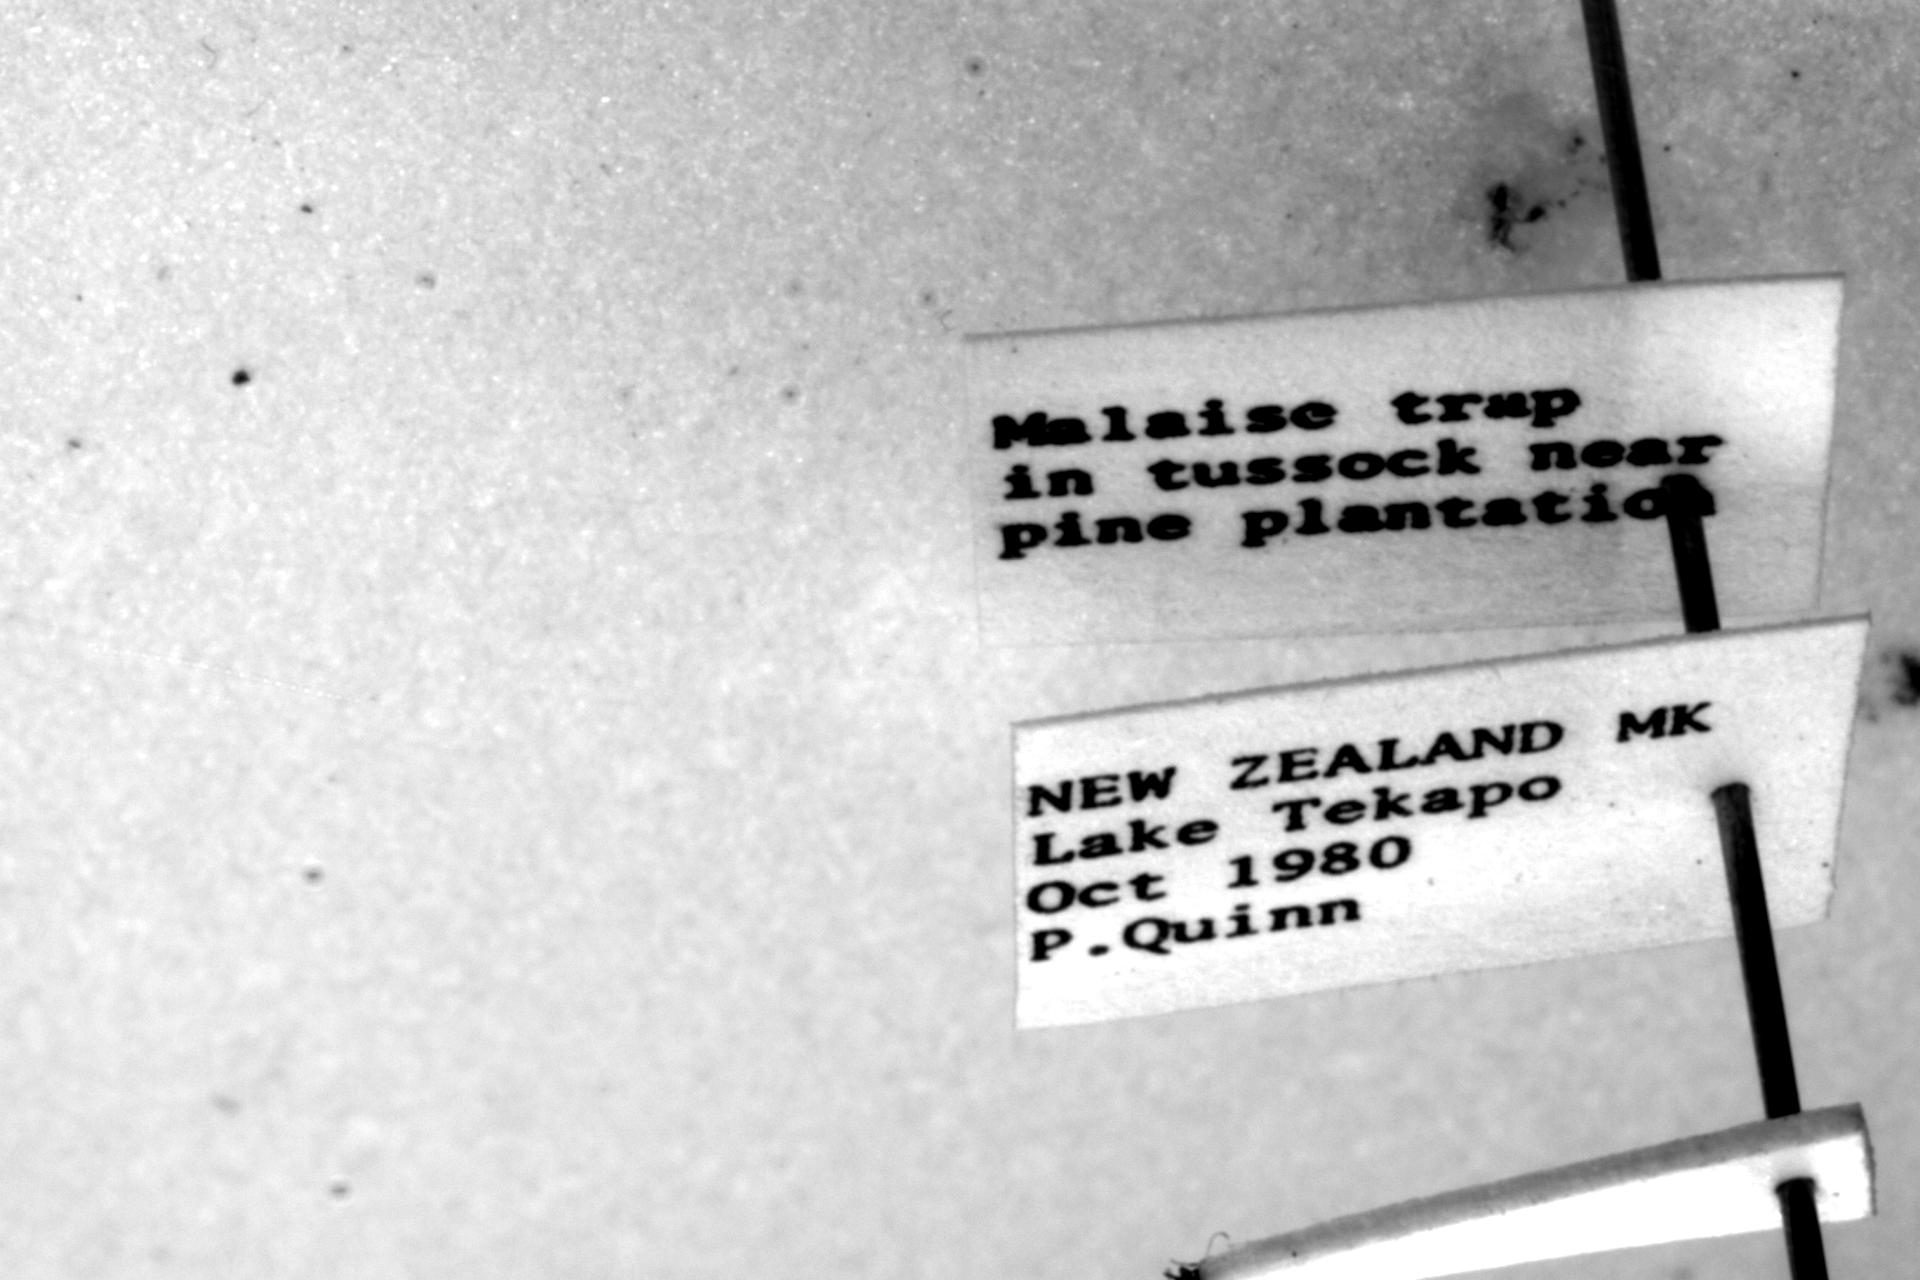 Malaise trap
in tussock near
pine plantation
NEW ZEALAND MK
Lake Tekapo
Oct 1980
P.Quinn